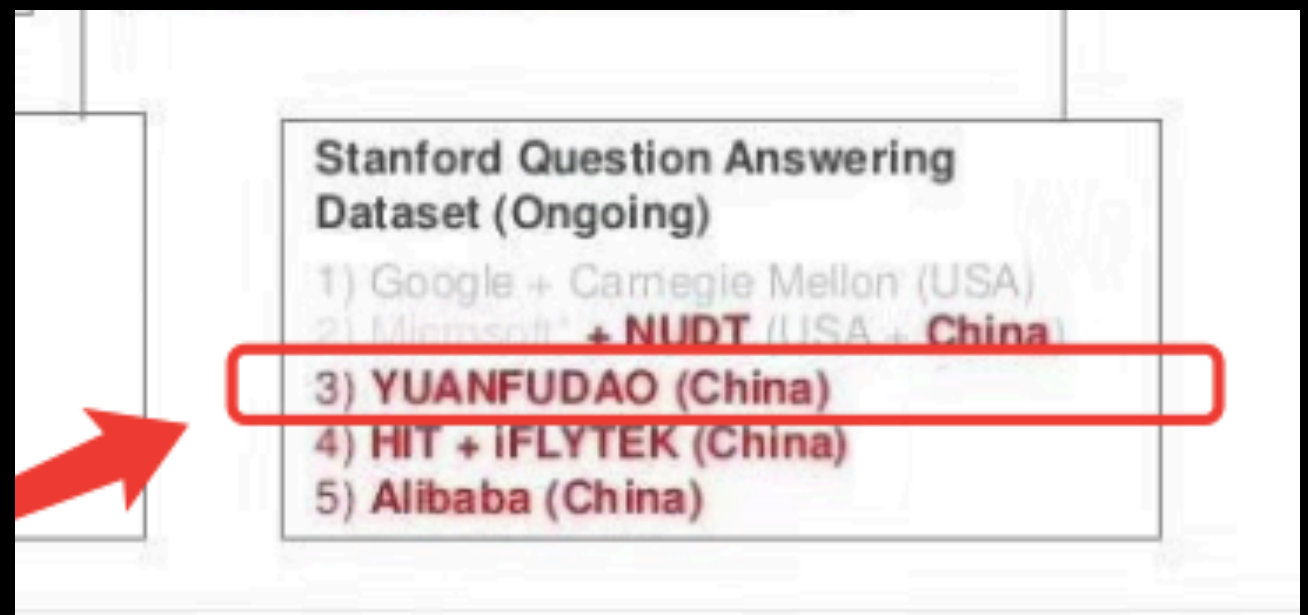 Stanford Question Answering
Dataset (Ongoing)
1) Google + Carnegie Mellon (USA)
2) Microsoft* + NUDT (USA + China)
3) YUANFUDAO (China)
4) HIT + iFLYTEK (China)
5) Alibaba (China)